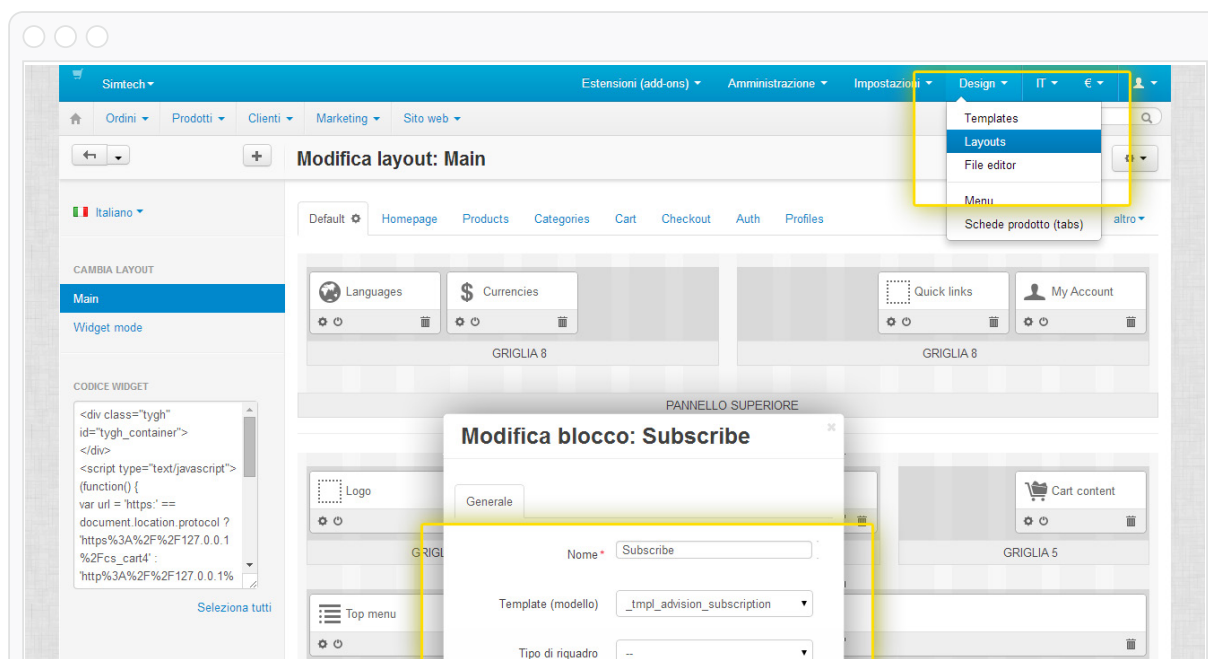 Simtech
Estensioni (add-ons)
Amministrazione
Impostazioni
Design
IT
€
Ordini
Prodotti
Clienti
Marketing
Sito web
Templates
Layouts
File editor
Menu
Schede prodotto (tabs)
Modifica layout: Main
Italiano
Default
Homepage
Products
Categories
Cart
Checkout
Auth
Profiles
altro
CAMBIA LAYOUT
Main
Widget mode
Languages
Currencies
Quick links
My Account
GRIGLIA 8
GRIGLIA 8
PANNELLO SUPERIORE
CODICE WIDGET
<div class="tygh"
id="tygh_container">
</div>
<script type="text/javascript">
(function() {
var url = 'https:' ==
document.location.protocol ?
'https%3A%2F%2F127.0.0.1
%2Fcs_cart4' :
'http%3A%2F%2F127.0.0.1%
Seleziona tutti
Logo
GRIGL
Cart content
GRIGLIA 5
Top menu
Modifica blocco: Subscribe
Generale
Nome*
Subscribe
Template (modello)
_tmpl_advision_subscription
Tipo di riquadro
--